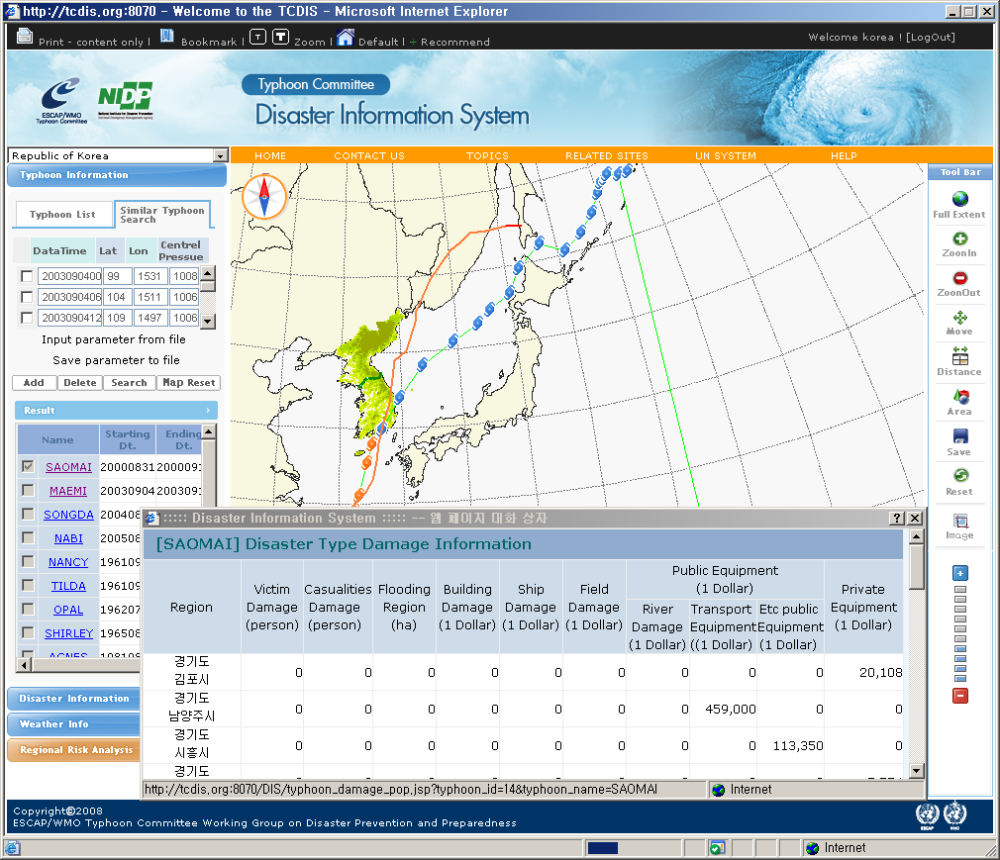 http://tcdis.org:8070 - Welcome to the TCDIS - Microsoft Internet Explorer
Print - content only | Bookmark | T T Zoom | Default | + Recommend
Welcome korea ! [LogOut]
ESCAP/WMO
Typhoon Committee
NIDP
Typhoon Committee
Disaster Information System
Republic of Korea
HOME CONTACT US TOPICS RELATED SITES UN SYSTEM HELP
Typhoon Information
Typhoon List
Similar Typhoon
Search
DataTime Lat Lon Centrel
Pressue
2003090400 99 1531 1008
2003090406 104 1511 1006
2003090412 109 1497 1006
Input parameter from file
Save parameter to file
Add Delete Search Map Reset
Result
Name Starting
Dt. Ending
Dt.
SAOMAI 20000831 200009
MAEMI 20030904 200309
SONGDA 200408
NABI 200508
NANCY 196109
TILDA 196109
OPAL 196207
SHIRLEY 196508
AGNES 198108
Disaster Information
Weather Info
Regional Risk Analysis
Tool Bar
Full Extent
ZoonIn
ZoonOut
Move
Distance
Area
Save
Reset
Image
::::: Disaster Information System ::::: -- 웹 페이지 대화 상자
[SAOMAI] Disaster Type Damage Information
Region
Victim
Damage
(person)
Casualities
Damage
(person)
Flooding
Region
(ha)
Building
Damage
(1 Dollar)
Ship
Damage
(1 Dollar)
Field
Damage
(1 Dollar)
Public Equipment
(1 Dollar)
River
Damage
(1 Dollar)
Transport
Equipment
((1 Dollar)
Etc public
Equipment
(1 Dollar)
Private
Equipment
(1 Dollar)
경기도
김포시 0 0 0 0 0 0 0 0 0 20,108
경기도
남양주시 0 0 0 0 0 0 0 459,000 0 0
경기도
시흥시 0 0 0 0 0 0 0 0 113,350 0
경기도
http://tcdis.org:8070/DIS/typhoon_damage_pop.jsp?typhoon_id=14&typhoon_name=SAOMAI
Internet
Copyright©2008
ESCAP/WMO Typhoon Committee Working Group on Disaster Prevention and Preparedness
ESCAP WMO
Internet